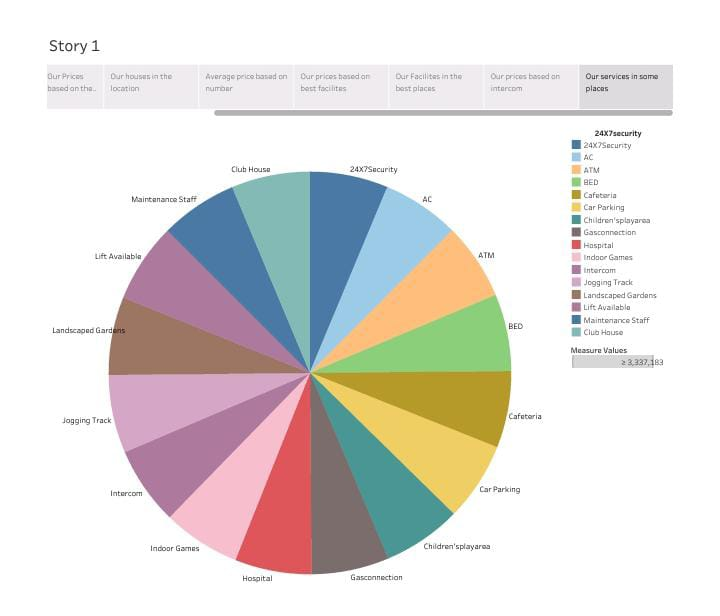 Story 1
Our Prices
based on the..
Our houses in the
location
Average price based on
number
Our prices based on
best facilites
Our Facilites in the
best places
Our prices based on
intercom
Our services in some
places
24X7security
24X7Security
AC
ATM
BED
Cafeteria
Car Parking
Children'splayarea
Gasconnection
Hospital
Indoor Games
Intercom
Jogging Track
Landscaped Gardens
Lift Available
Maintenance Staff
Club House
Measure Values
≥ 3,337,183
Club House
24X7Security
Maintenance Staff
AC
Lift Available
ATM
Landscaped Gardens
BED
Jogging Track
Cafeteria
Intercom
Car Parking
Indoor Games
Children'splayarea
Hospital
Gasconnection